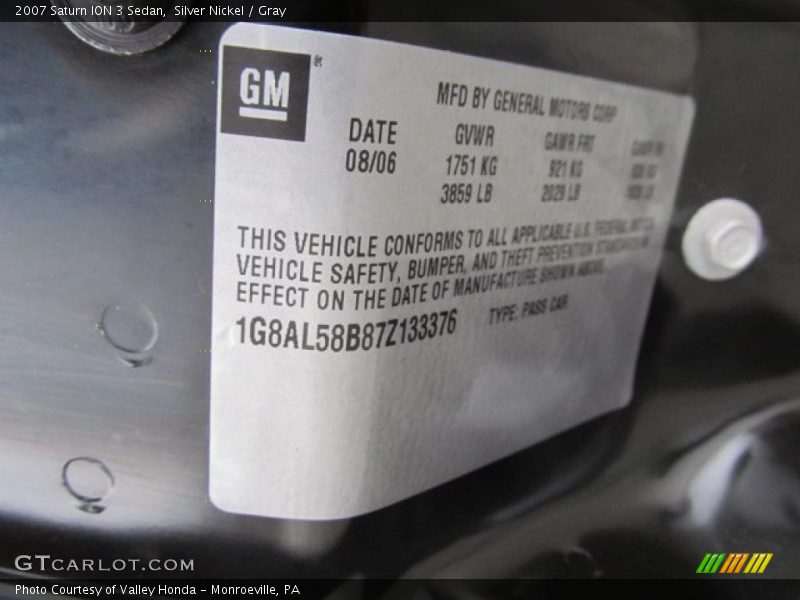 2007 Saturn ION 3 Sedan, Silver Nickel / Gray
GM ®
MFD BY GENERAL MOTORS CORP
DATE GVWR GAWR FRT
08/06 1751 KG 921 KG
3859 LB 2029 LB
THIS VEHICLE CONFORMS TO ALL APPLICABLE U.S. FEDERAL MOTOR
VEHICLE SAFETY, BUMPER, AND THEFT PREVENTION STANDARDS IN
EFFECT ON THE DATE OF MANUFACTURE SHOWN ABOVE.
1G8AL58B87Z133376 TYPE: PASS CAR
GTCARLOT.COM
Photo Courtesy of Valley Honda - Monroeville, PA